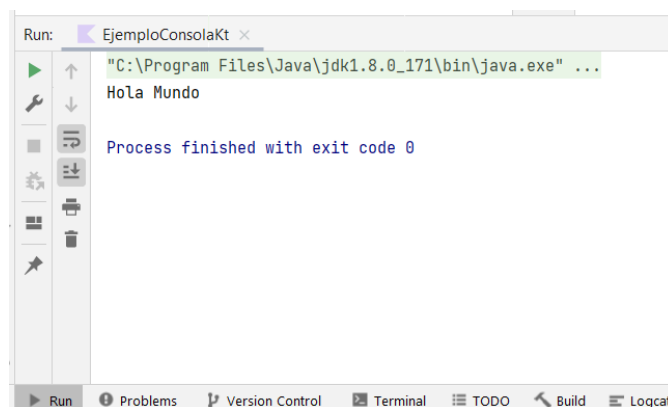 Run: EjemploConsolaKt
"C:\Program Files\Java\jdk1.8.0_171\bin\java.exe" ...
Hola Mundo
Process finished with exit code 0
Run Problems Version Control Terminal TODO Build Logca